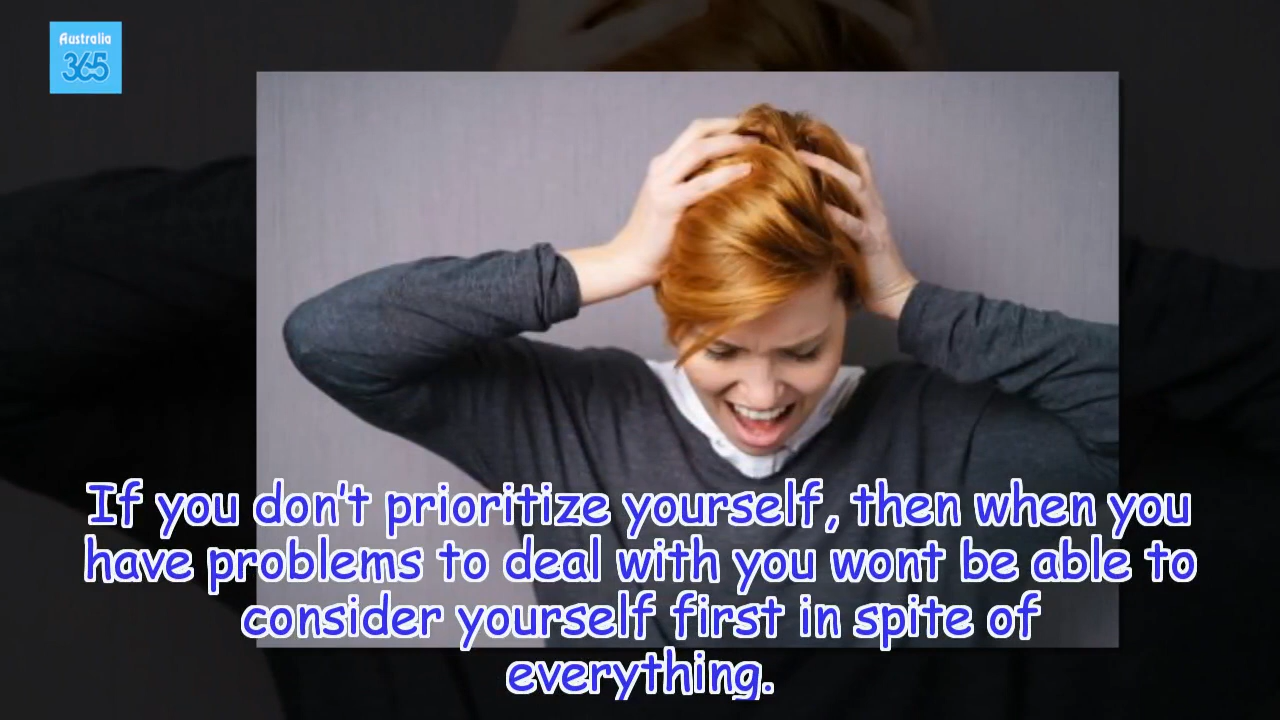 Australia
365
If you don't prioritize yourself, then when you
have problems to deal with you wont be able to
consider yourself first in spite of
everything.